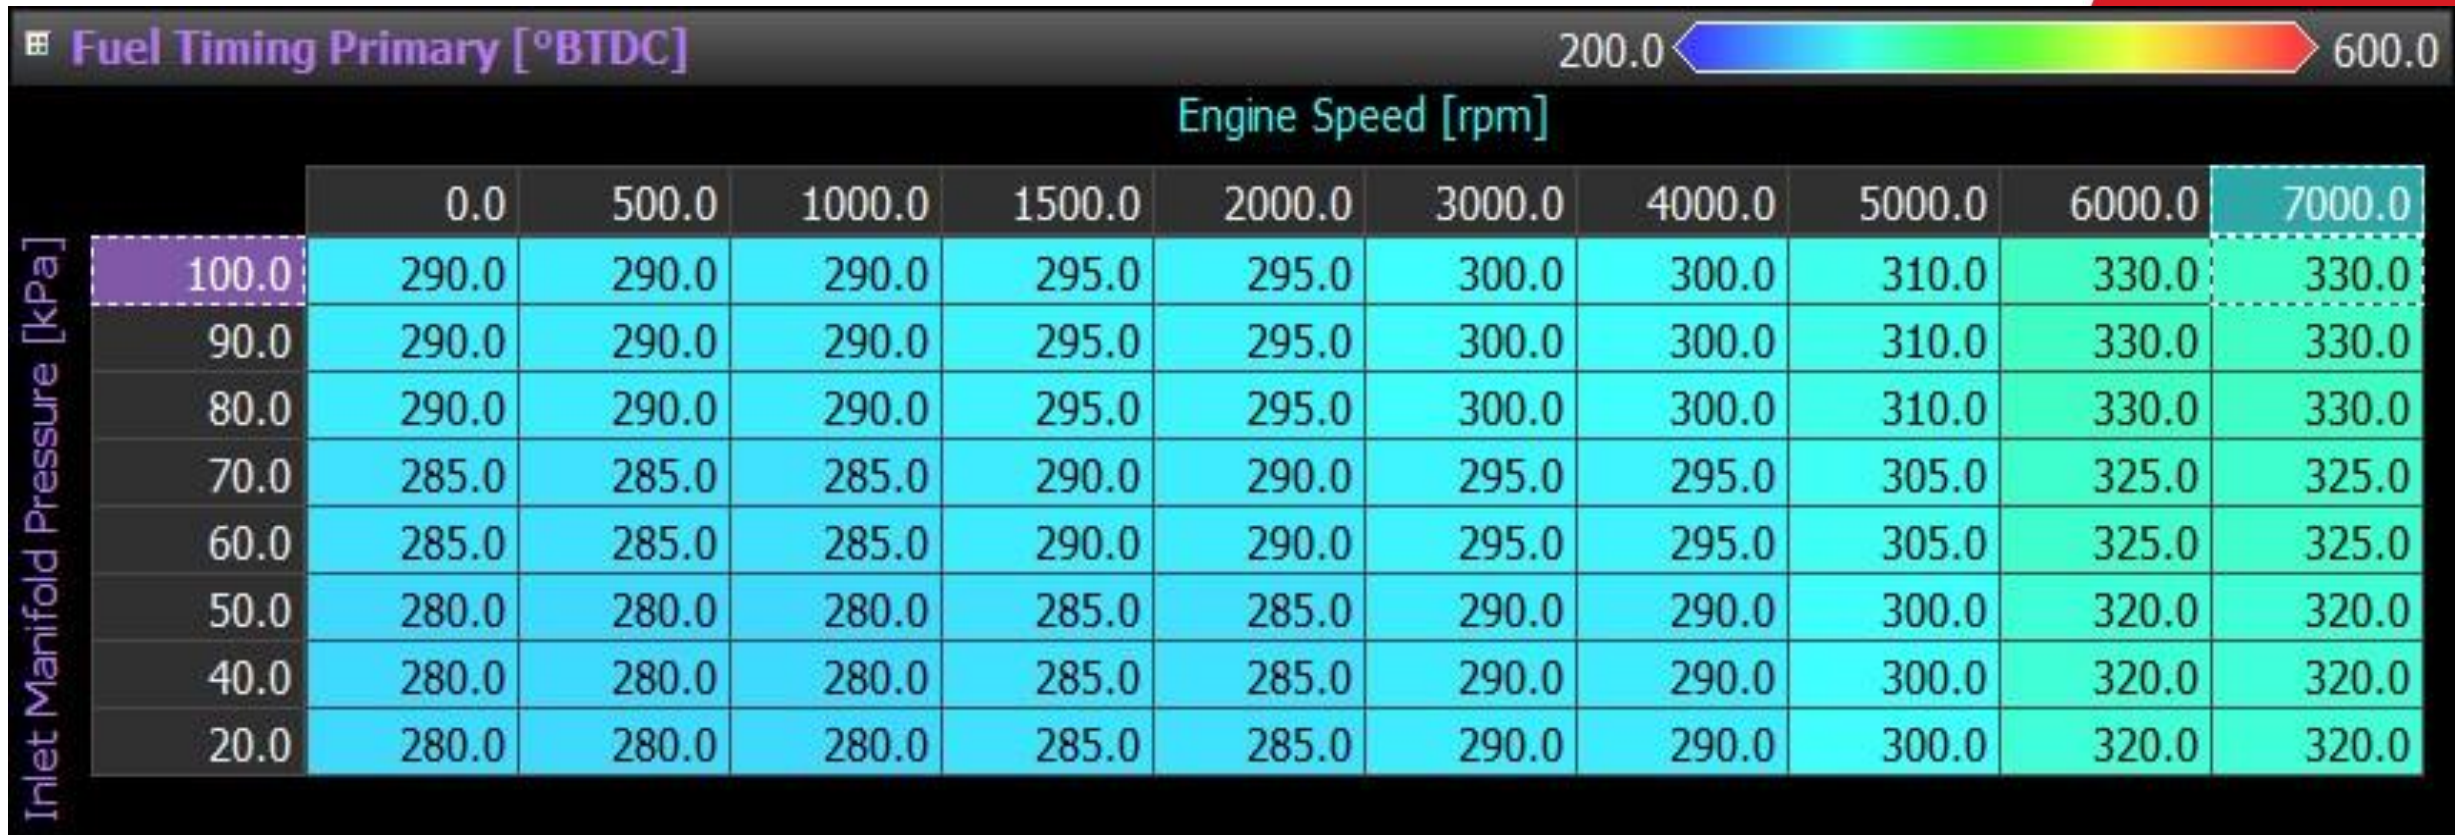 Fuel Timing Primary [°BTDC] 200.0 600.0
Engine Speed [rpm]
0.0 500.0 1000.0 1500.0 2000.0 3000.0 4000.0 5000.0 6000.0 7000.0
Inlet Manifold Pressure [kPa]
100.0 290.0 290.0 290.0 295.0 295.0 300.0 300.0 310.0 330.0 330.0
90.0 290.0 290.0 290.0 295.0 295.0 300.0 300.0 310.0 330.0 330.0
80.0 290.0 290.0 290.0 295.0 295.0 300.0 300.0 310.0 330.0 330.0
70.0 285.0 285.0 285.0 290.0 290.0 295.0 295.0 305.0 325.0 325.0
60.0 285.0 285.0 285.0 290.0 290.0 295.0 295.0 305.0 325.0 325.0
50.0 280.0 280.0 280.0 285.0 285.0 290.0 290.0 300.0 320.0 320.0
40.0 280.0 280.0 280.0 285.0 285.0 290.0 290.0 300.0 320.0 320.0
20.0 280.0 280.0 280.0 285.0 285.0 290.0 290.0 300.0 320.0 320.0